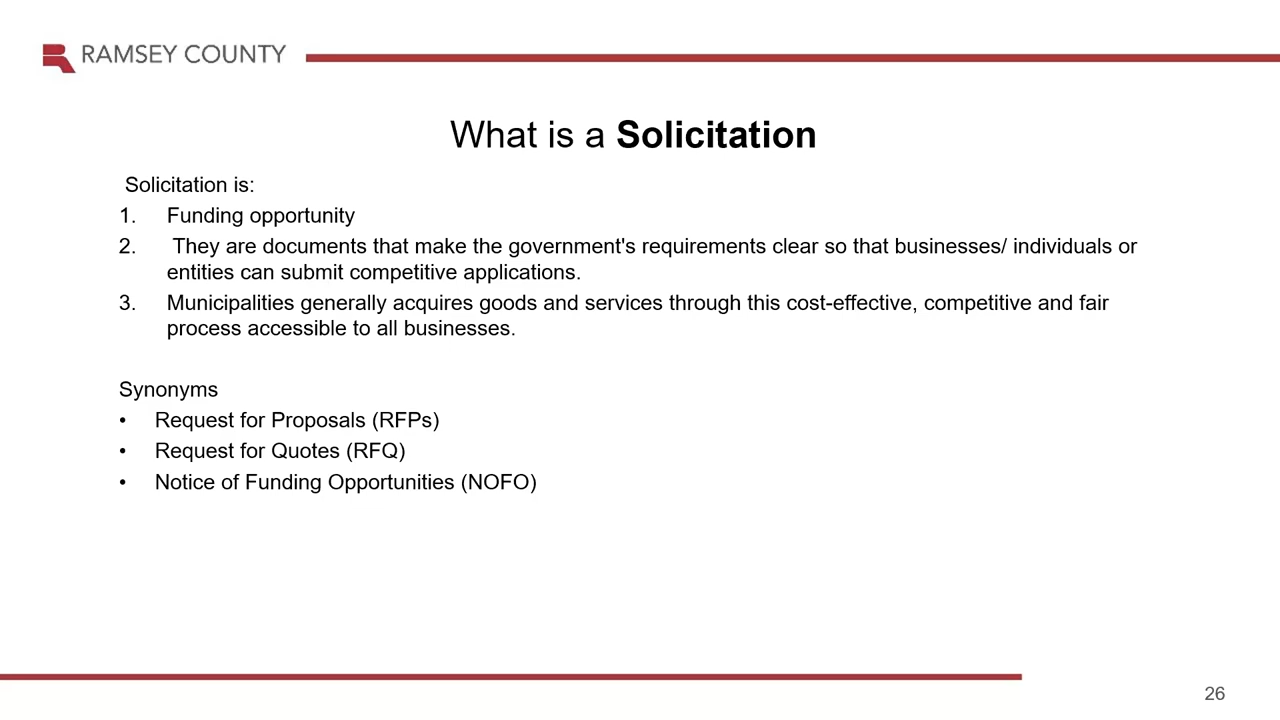 RAMSEY COUNTY
What is a Solicitation
Solicitation is:
1. Funding opportunity
2. They are documents that make the government's requirements clear so that businesses/ individuals or
entities can submit competitive applications.
3. Municipalities generally acquires goods and services through this cost-effective, competitive and fair
process accessible to all businesses.
Synonyms
• Request for Proposals (RFPs)
• Request for Quotes (RFQ)
• Notice of Funding Opportunities (NOFO)
26